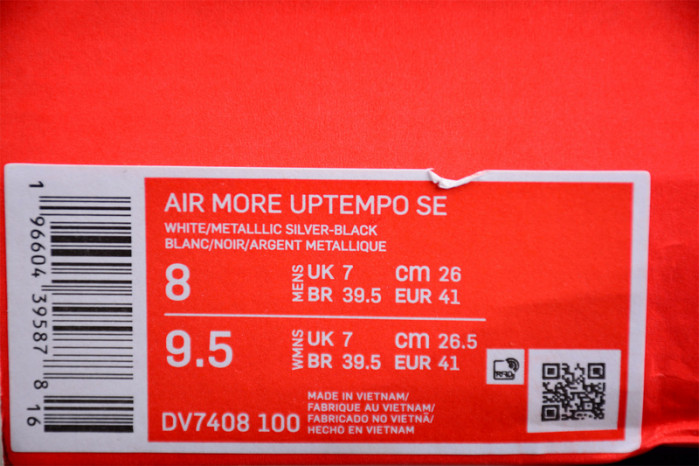 AIR MORE UPTEMPO SE
WHITE/METALLLIC SILVER-BLACK
BLANC/NOIR/ARGENT METALLIQUE
8 MENS UK 7 cm 26
BR 39.5 EUR 41
9.5 WMNS UK 7 cm 26.5
BR 39.5 EUR 41
RFID
DV7408 100
MADE IN VIETNAM/
FABRIQUE AU VIETNAM/
FABRICADO NO VIETNÃ/
HECHO EN VIETNAM
1 96604 39587 8 16